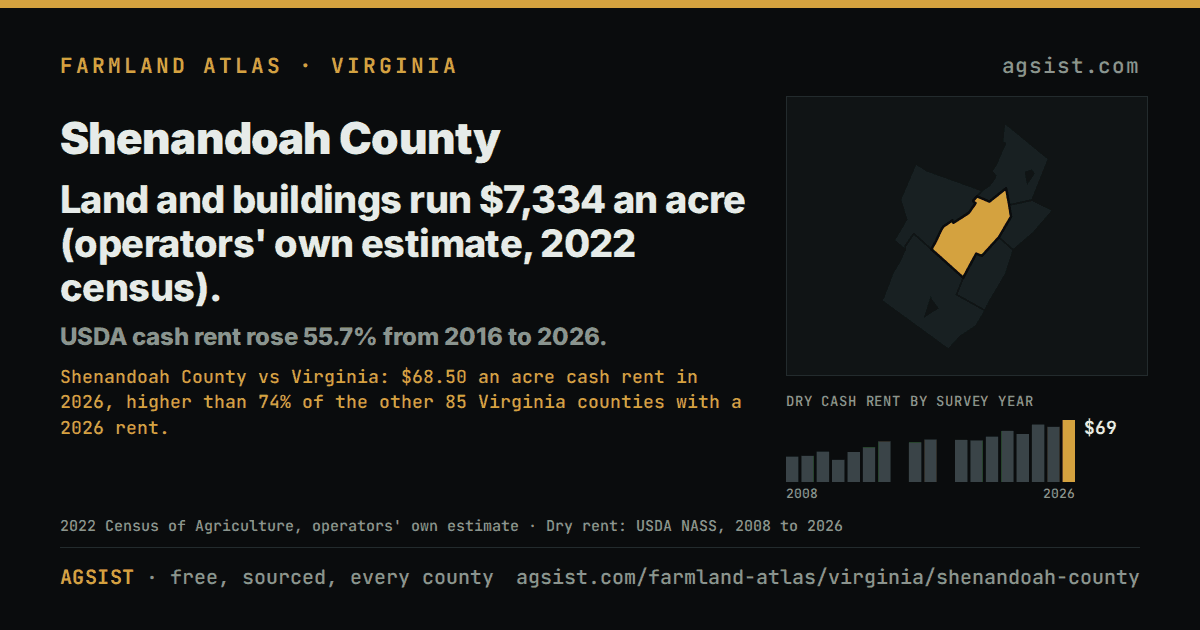 FARMLAND ATLAS · VIRGINIA
agsist.com
Shenandoah County
Land and buildings run $7,334 an acre
(operators' own estimate, 2022
census).
USDA cash rent rose 55.7% from 2016 to 2026.
Shenandoah County vs Virginia: $68.50 an acre cash rent in
2026, higher than 74% of the other 85 Virginia counties with a
2026 rent.
DRY CASH RENT BY SURVEY YEAR
$69
2008
2026
2022 Census of Agriculture, operators' own estimate · Dry rent: USDA NASS, 2008 to 2026
AGSIST · free, sourced, every county
agsist.com/farmland-atlas/virginia/shenandoah-county